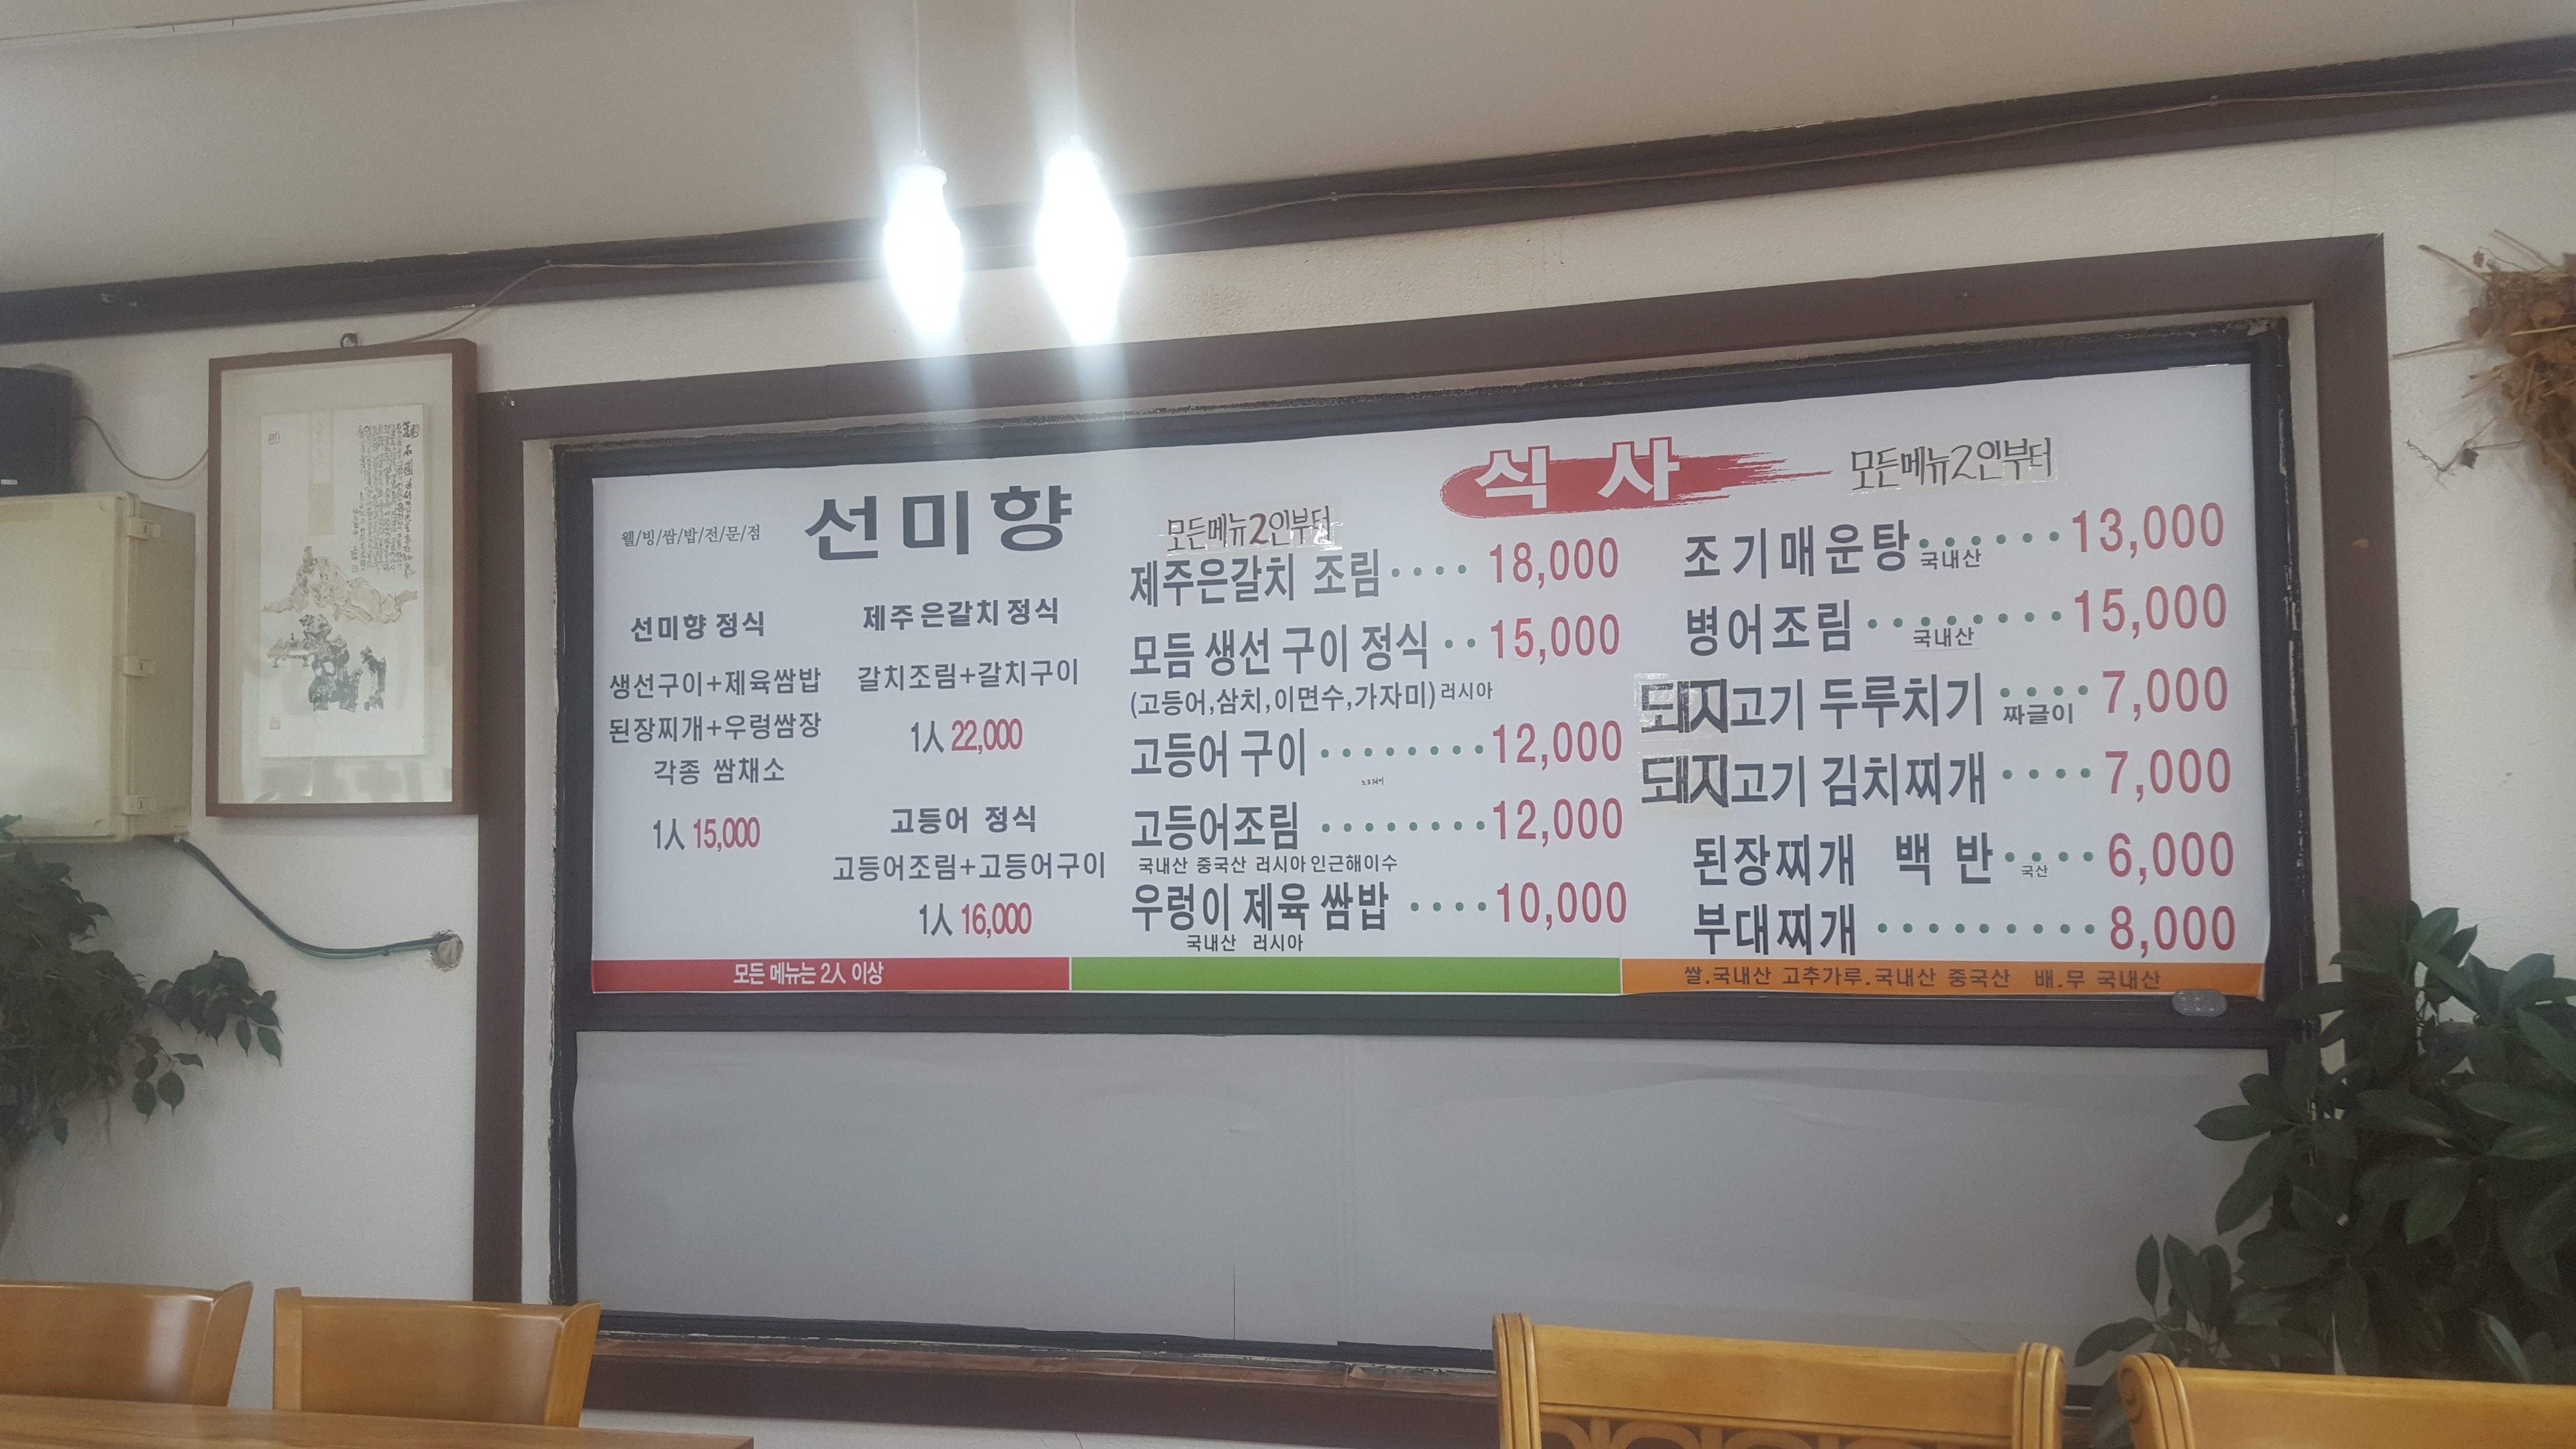 웰/빙/쌈/밥/전/문/점
선미향
선미향 정식
생선구이+제육쌈밥
된장찌개+우렁쌈장
각종 쌈채소
1人 15,000
제주 은갈치 정식
갈치조림+갈치구이
1人 22,000
고등어 정식
고등어조림+고등어구이
1人 16,000
모든 메뉴는 2人 이상
식사
모든메뉴2인부터
제주은갈치 조림···· 18,000
모듬 생선 구이 정식··15,000
(고등어,삼치,이면수,가자미)러시아
고등어 구이········12,000
노르웨이
고등어조림········12,000
국내산 중국산 러시아 인근해이수
우렁이 제육 쌈밥····10,000
국내산 러시아
모든메뉴2인부터
조기매운탕······13,000
국내산
병어조림········15,000
국내산
돼지고기 두루치기····7,000
짜글이
돼지고기 김치찌개····7,000
된장찌개 백반····6,000
국산
부대찌개·········8,000
쌀.국내산 고추가루.국내산 중국산 배.무 국내산